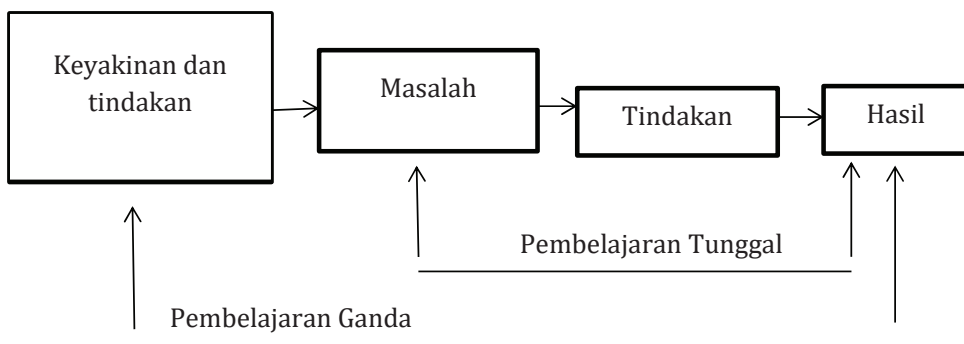 Keyakinan dan
tindakan
Masalah
Tindakan
Hasil
Pembelajaran Tunggal
Pembelajaran Ganda